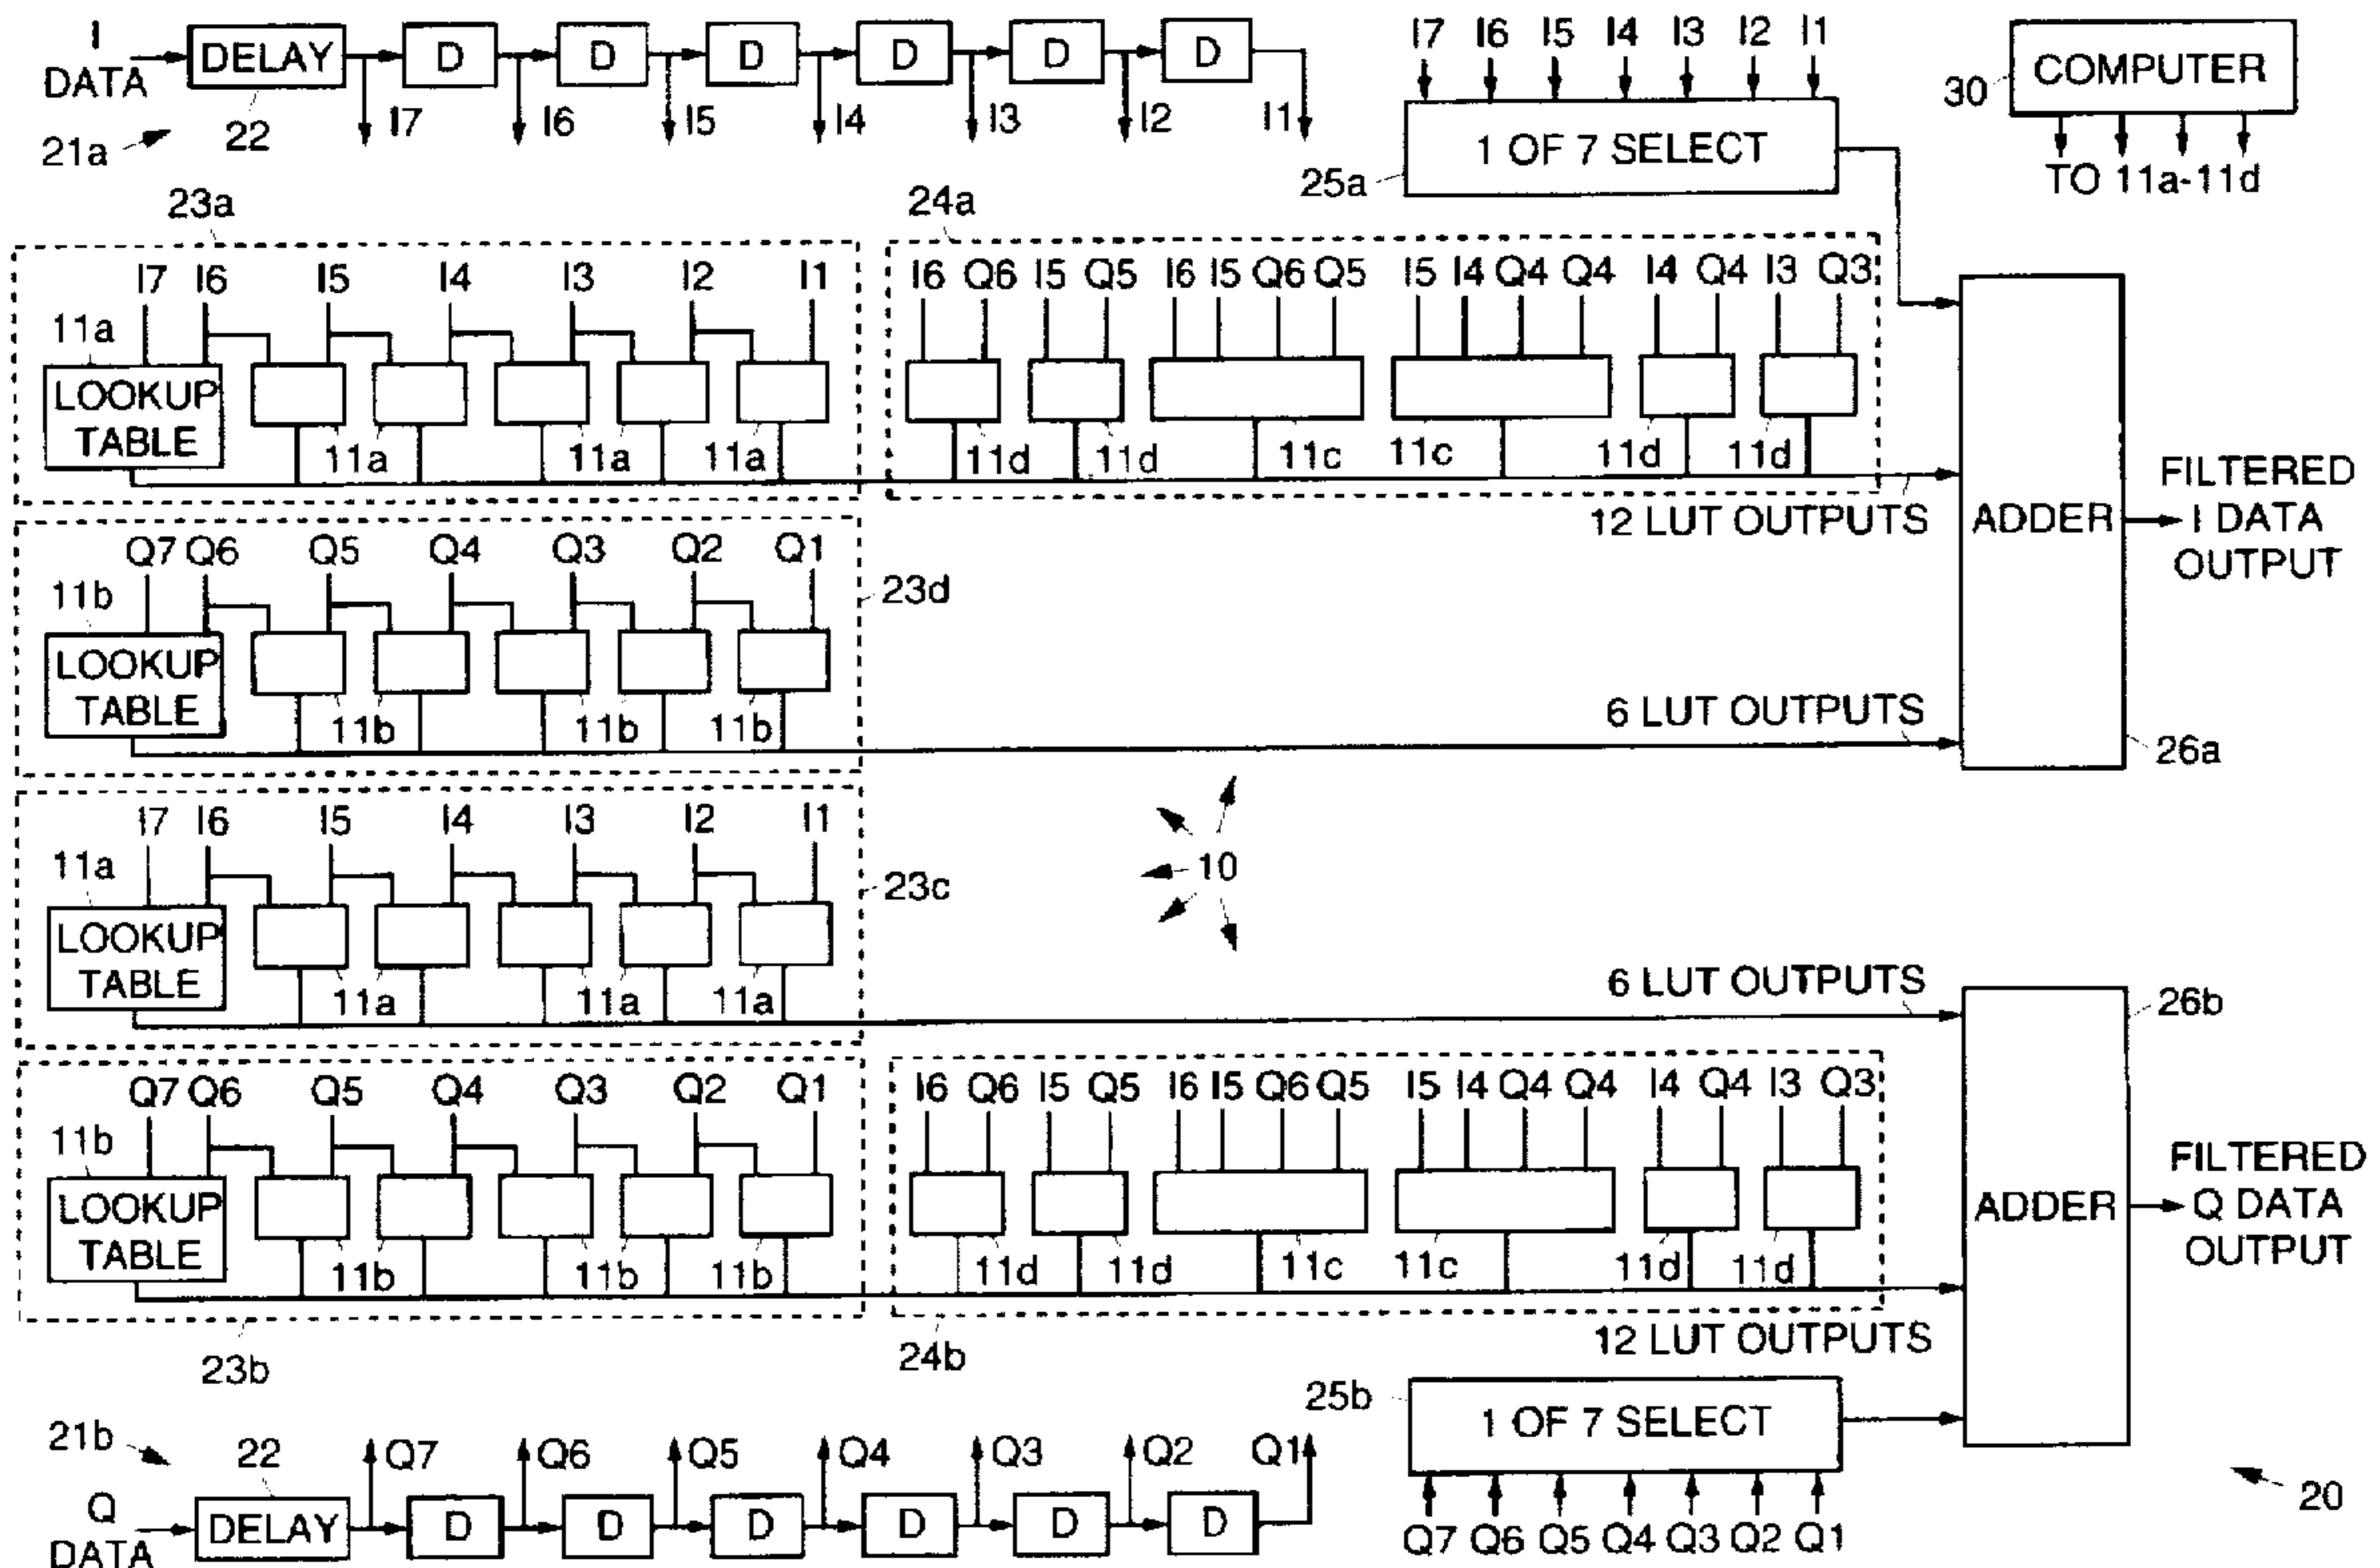 I DATA
DELAY
D
D
D
D
D
D
22
21a
I7
I6
I5
I4
I3
I2
I1
I7 I6 I5 I4 I3 I2 I1
1 OF 7 SELECT
25a
30
COMPUTER
TO 11a-11d
23a
I7 I6 I5 I4 I3 I2 I1
11a
LOOKUP TABLE
11a 11a 11a
24a
I6 Q6 I5 Q5 I6 I5 Q6 Q5 I5 I4 Q4 Q4 I4 Q4 I3 Q3
11d 11d 11c 11c 11d 11d
12 LUT OUTPUTS
ADDER
FILTERED
I DATA
OUTPUT
Q7 Q6 Q5 Q4 Q3 Q2 Q1
11b
LOOKUP TABLE
11b 11b 11b
23d
6 LUT OUTPUTS
26a
I7 I6 I5 I4 I3 I2 I1
11a
LOOKUP TABLE
11a 11a 11a
23c
10
6 LUT OUTPUTS
26b
Q7 Q6 Q5 Q4 Q3 Q2 Q1
11b
LOOKUP TABLE
11b 11b 11b
23b
I6 Q6 I5 Q5 I6 I5 Q6 Q5 I5 I4 Q4 Q4 I4 Q4 I3 Q3
11d 11d 11c 11c 11d 11d
24b
12 LUT OUTPUTS
ADDER
FILTERED
Q DATA
OUTPUT
25b
1 OF 7 SELECT
Q7 Q6 Q5 Q4 Q3 Q2 Q1
21b
22
Q7
Q6
Q5
Q4
Q3
Q2
Q1
Q DATA
DELAY
D
D
D
D
D
D
20